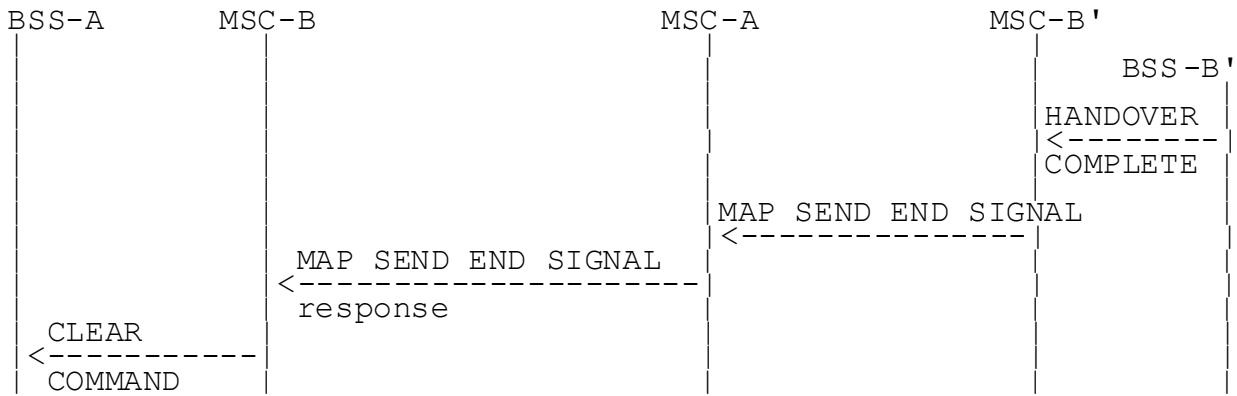 BSS-A MSC-B MSC-A MSC-B'
BSS-B'
HANDOVER
COMPLETE
MAP SEND END SIGNAL
MAP SEND END SIGNAL
response
CLEAR
COMMAND